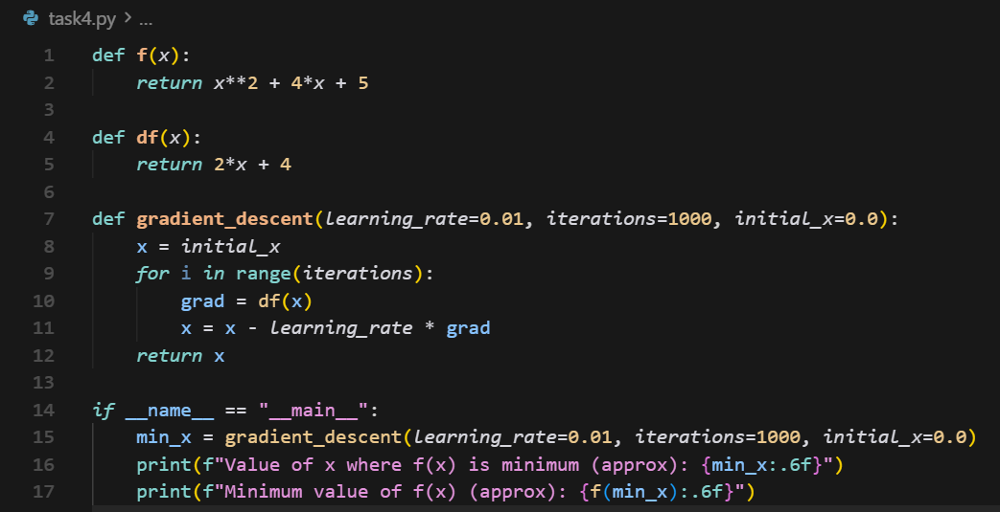 task4.py > ...
1 def f(x):
2     return x**2 + 4*x + 5
3
4 def df(x):
5     return 2*x + 4
6
7 def gradient_descent(learning_rate=0.01, iterations=1000, initial_x=0.0):
8     x = initial_x
9     for i in range(iterations):
10         grad = df(x)
11         x = x - learning_rate * grad
12     return x
13
14 if __name__ == "__main__":
15     min_x = gradient_descent(learning_rate=0.01, iterations=1000, initial_x=0.0)
16     print(f"Value of x where f(x) is minimum (approx): {min_x:.6f}")
17     print(f"Minimum value of f(x) (approx): {f(min_x):.6f}")